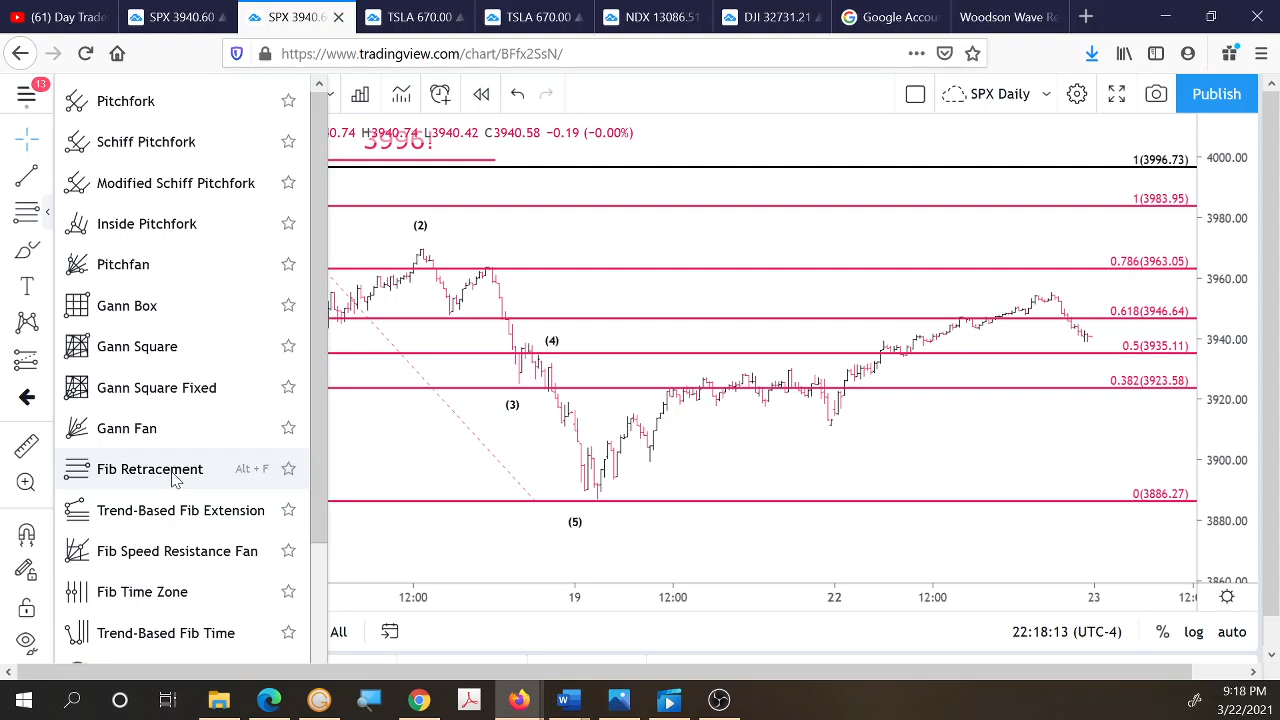 (61) Day Trading
SPX 3940.60
SPX 3940.6
TSLA 670.00
TSLA 670.00
NDX 13086.51
DJI 32731.21
Google Accou
Woodson Wave Re
https://www.tradingview.com/chart/BFfx2SsN/
13
SPX Daily
Publish
Pitchfork
Schiff Pitchfork
Modified Schiff Pitchfork
Inside Pitchfork
Pitchfan
Gann Box
Gann Square
Gann Square Fixed
Gann Fan
Fib Retracement Alt + F
Trend-Based Fib Extension
Fib Speed Resistance Fan
Fib Time Zone
Trend-Based Fib Time
0.74 H3940.74 L3940.42 C3940.58 −0.19 (−0.00%)
3996!
1(3996.73)
1(3983.95)
0.786(3963.05)
0.618(3946.64)
0.5(3935.11)
0.382(3923.58)
0(3886.27)
(2)
(4)
(3)
(5)
4000.00
3980.00
3960.00
3940.00
3920.00
3900.00
3880.00
3860.00
12:00 19 12:00 22 12:00 23 12:0
All
22:18:13 (UTC-4) % log auto
9:18 PM
3/22/2021